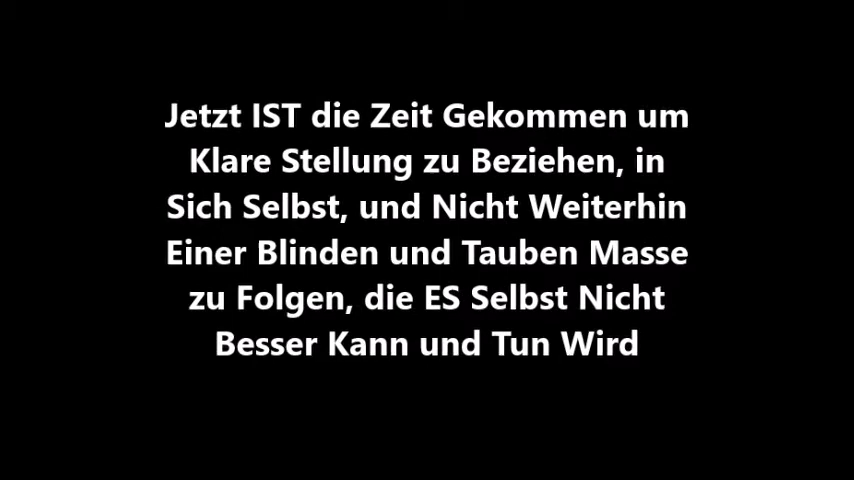 Jetzt IST die Zeit Gekommen um
Klare Stellung zu Beziehen, in
Sich Selbst, und Nicht Weiterhin
Einer Blinden und Tauben Masse
zu Folgen, die ES Selbst Nicht
Besser Kann und Tun Wird